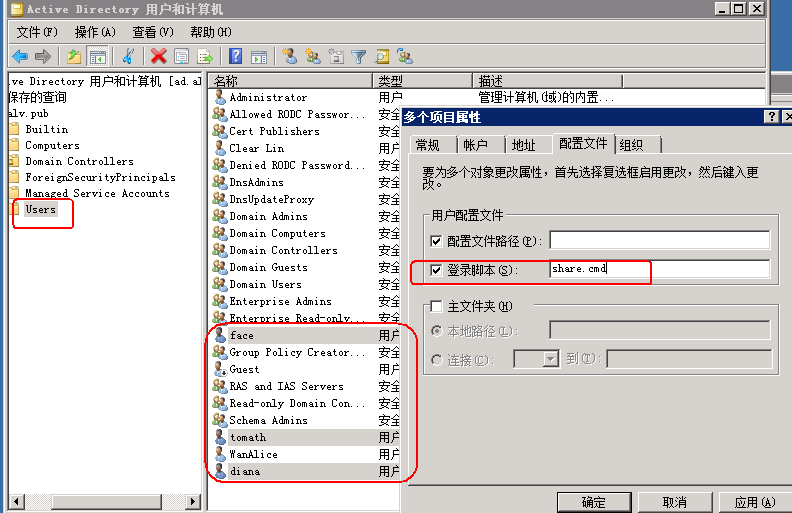 Active Directory 用户和计算机
文件(F) 操作(A) 查看(V) 帮助(H)
ive Directory 用户和计算机 [ad.al
保存的查询
alv.pub
Builtin
Computers
Domain Controllers
ForeignSecurityPrincipals
Managed Service Accounts
Users
名称 类型 描述
Administrator 用户 管理计算机(域)的内置...
Allowed RODC Passwor... 安全
Cert Publishers 安全
Clear Lin 用户
Denied RODC Password... 安全
DnsAdmins 安全
DnsUpdateProxy 安全
Domain Admins 安全
Domain Computers 安全
Domain Controllers 安全
Domain Guests 安全
Domain Users 安全
Enterprise Admins 安全
Enterprise Read-only... 安全
face 用户
Group Policy Creator... 安全
Guest 用户
RAS and IAS Servers 安全
Read-only Domain Con... 安全
Schema Admins 安全
tomath 用户
WanAlice 用户
diana 用户
多个项目属性
常规 帐户 地址 配置文件 组织
要为多个对象更改属性，首先选择复选框启用更改，然后键入更
改。
用户配置文件
配置文件路径(P):
登录脚本(S): share.cmd
主文件夹(H)
本地路径(L):
连接(C): 到(T):
确定 取消 应用(A)